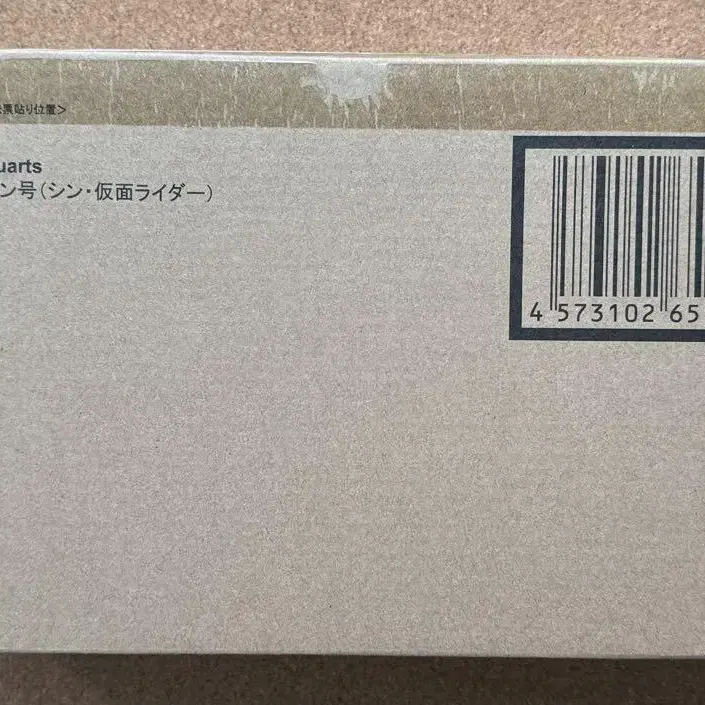 票貼り位置>
uarts
ン号(シン・仮面ライダー)
4 573102 65